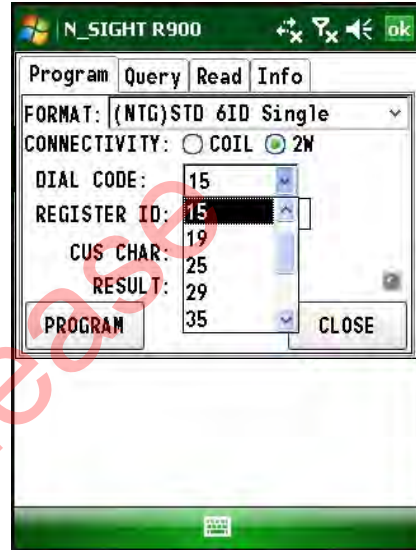 N_SIGHT R900 ok
Program Query Read Info
FORMAT: (NTG)STD 6ID Single
CONNECTIVITY: COIL 2W
DIAL CODE: 15
REGISTER ID: 15
19
CUS CHAR: 25
RESULT: 29
PROGRAM 35 CLOSE
ease